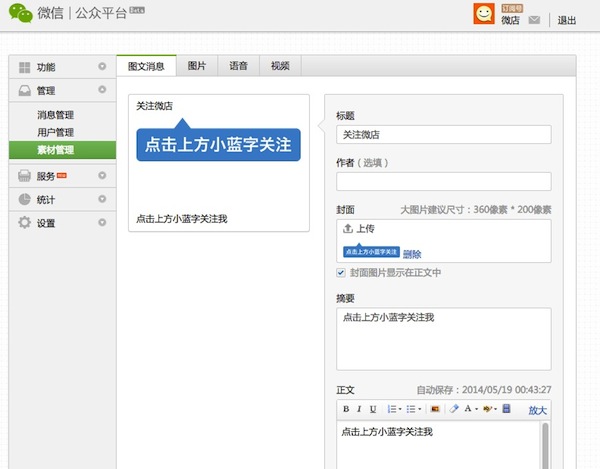 微信 | 公众平台 Beta
订阅号
微店
退出
功能
管理
消息管理
用户管理
素材管理
服务
统计
设置
图文消息 图片 语音 视频
关注微店
点击上方小蓝字关注
点击上方小蓝字关注我
标题
关注微店
作者（选填）
封面 大图片建议尺寸：360像素 * 200像素
上传
点击上方小蓝字关注 删除
封面图片显示在正文中
摘要
点击上方小蓝字关注我
正文 自动保存：2014/05/19 00:43:27
B I U A 放大
点击上方小蓝字关注我